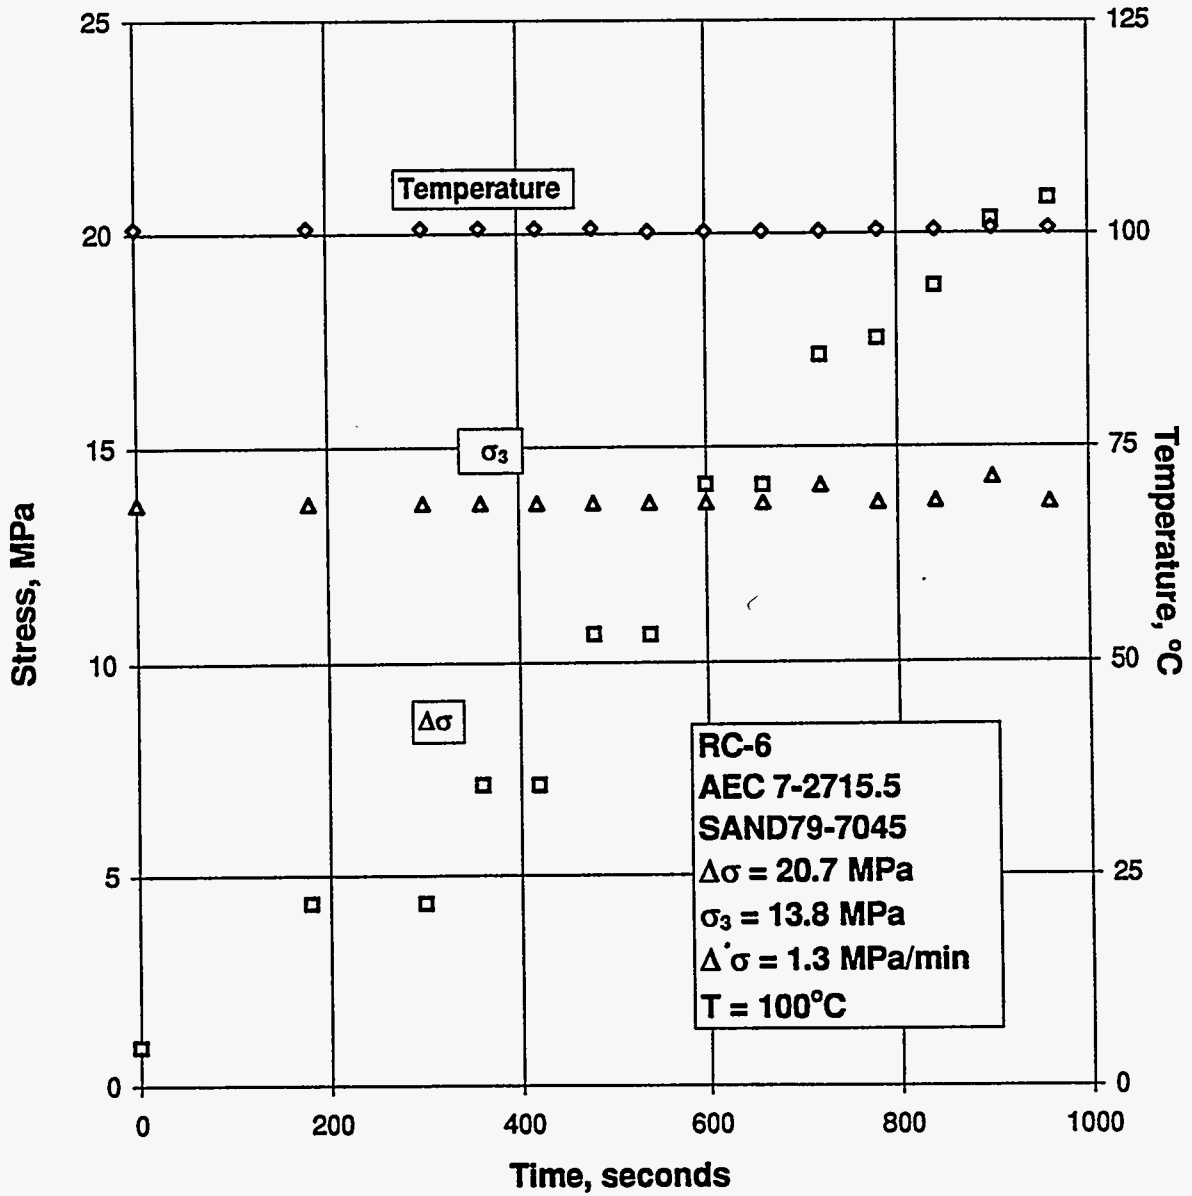 25
20
15
10
5
0
Stress, MPa
125
100
75
50
25
0
Temperature, ºC
Temperature
σ₃
Δσ
RC-6
AEC 7-2715.5
SAND79-7045
Δσ = 20.7 MPa
σ₃ = 13.8 MPa
Δ˙σ = 1.3 MPa/min
T = 100ºC
0 200 400 600 800 1000
Time, seconds